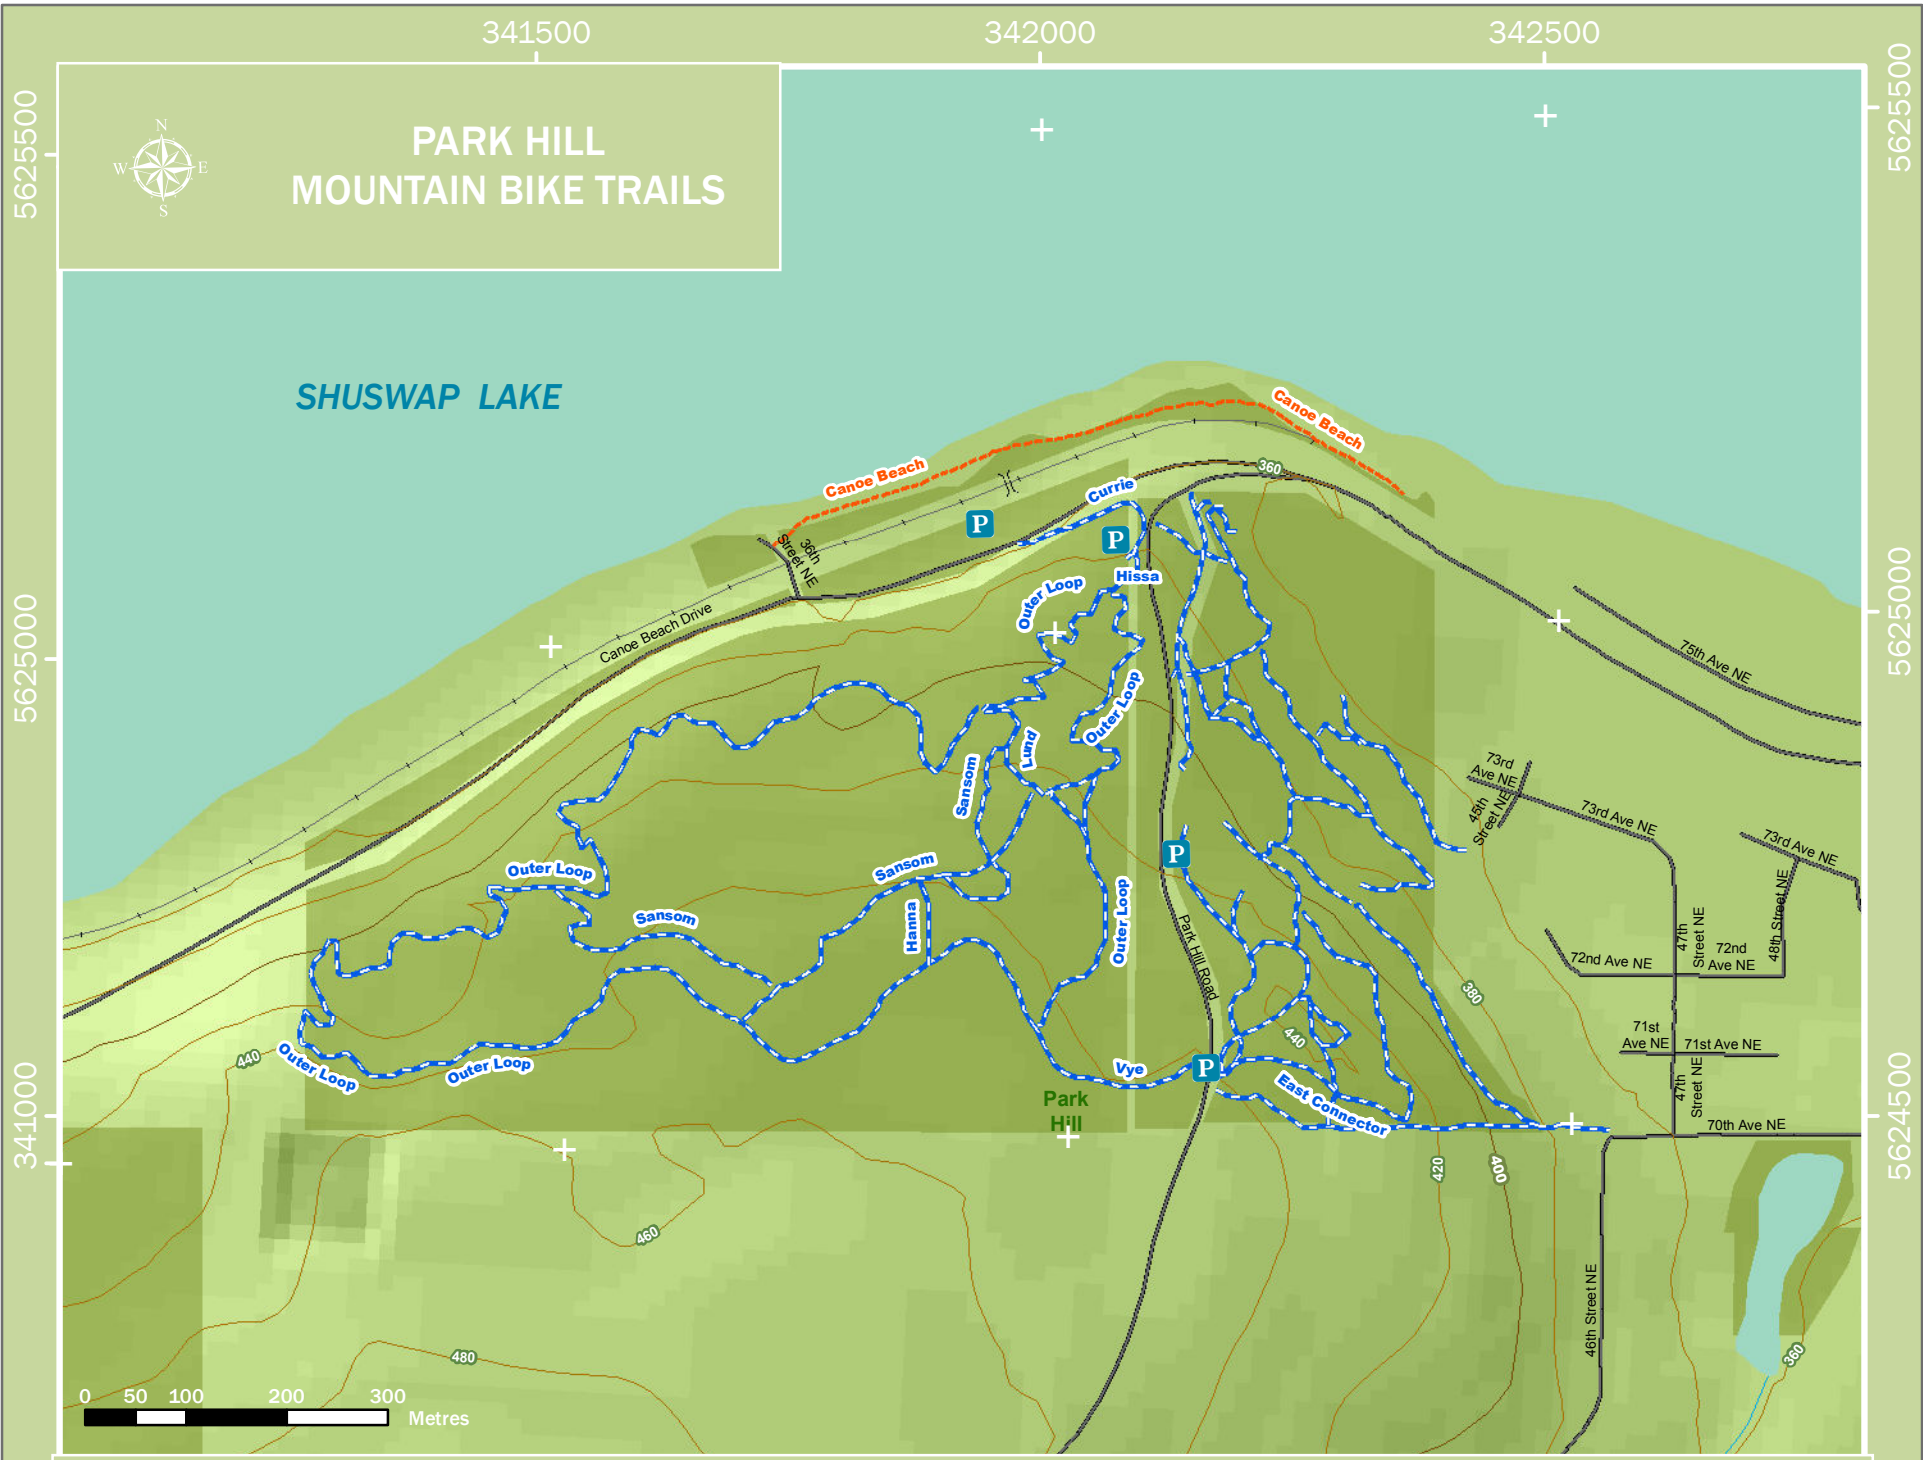 341500
342000
342500
5625500
5625500
N
W
E
S
PARK HILL
MOUNTAIN BIKE TRAILS
SHUSWAP LAKE
Canoe Beach
Canoe Beach
360
Currie
P
P
36th
Street NE
Hissa
Outer Loop
Canoe Beach Drive
5625000
5625000
75th Ave NE
Outer Loop
Lund
Sansom
73rd
Ave NE
45th
Street NE
73rd Ave NE
73rd Ave NE
P
Outer Loop
Sansom
Sansom
Hanna
Outer Loop
Park Hill Road
47th
Street NE
72nd
Ave NE
48th Street NE
72nd Ave NE
380
440
71st
Ave NE
71st Ave NE
440
Outer Loop
Outer Loop
Vye
P
East Connector
47th
Street NE
Park
Hill
70th Ave NE
341000
5624500
420
400
460
46th Street NE
480
360
0
50
100
200
300
Metres